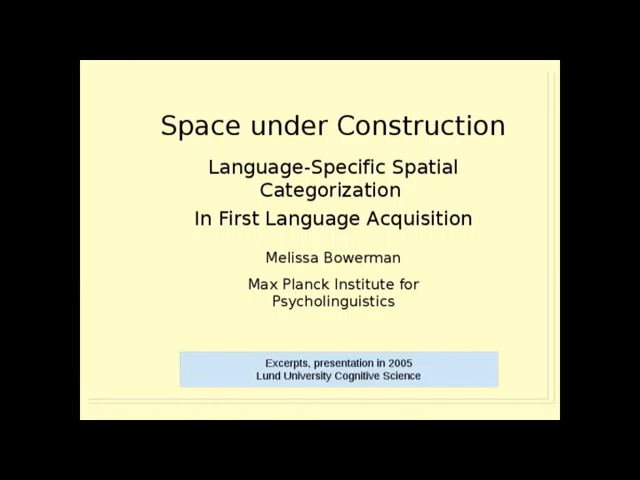 Space under Construction
Language-Specific Spatial
Categorization
In First Language Acquisition
Melissa Bowerman
Max Planck Institute for
Psycholinguistics
Excerpts, presentation in 2005
Lund University Cognitive Science